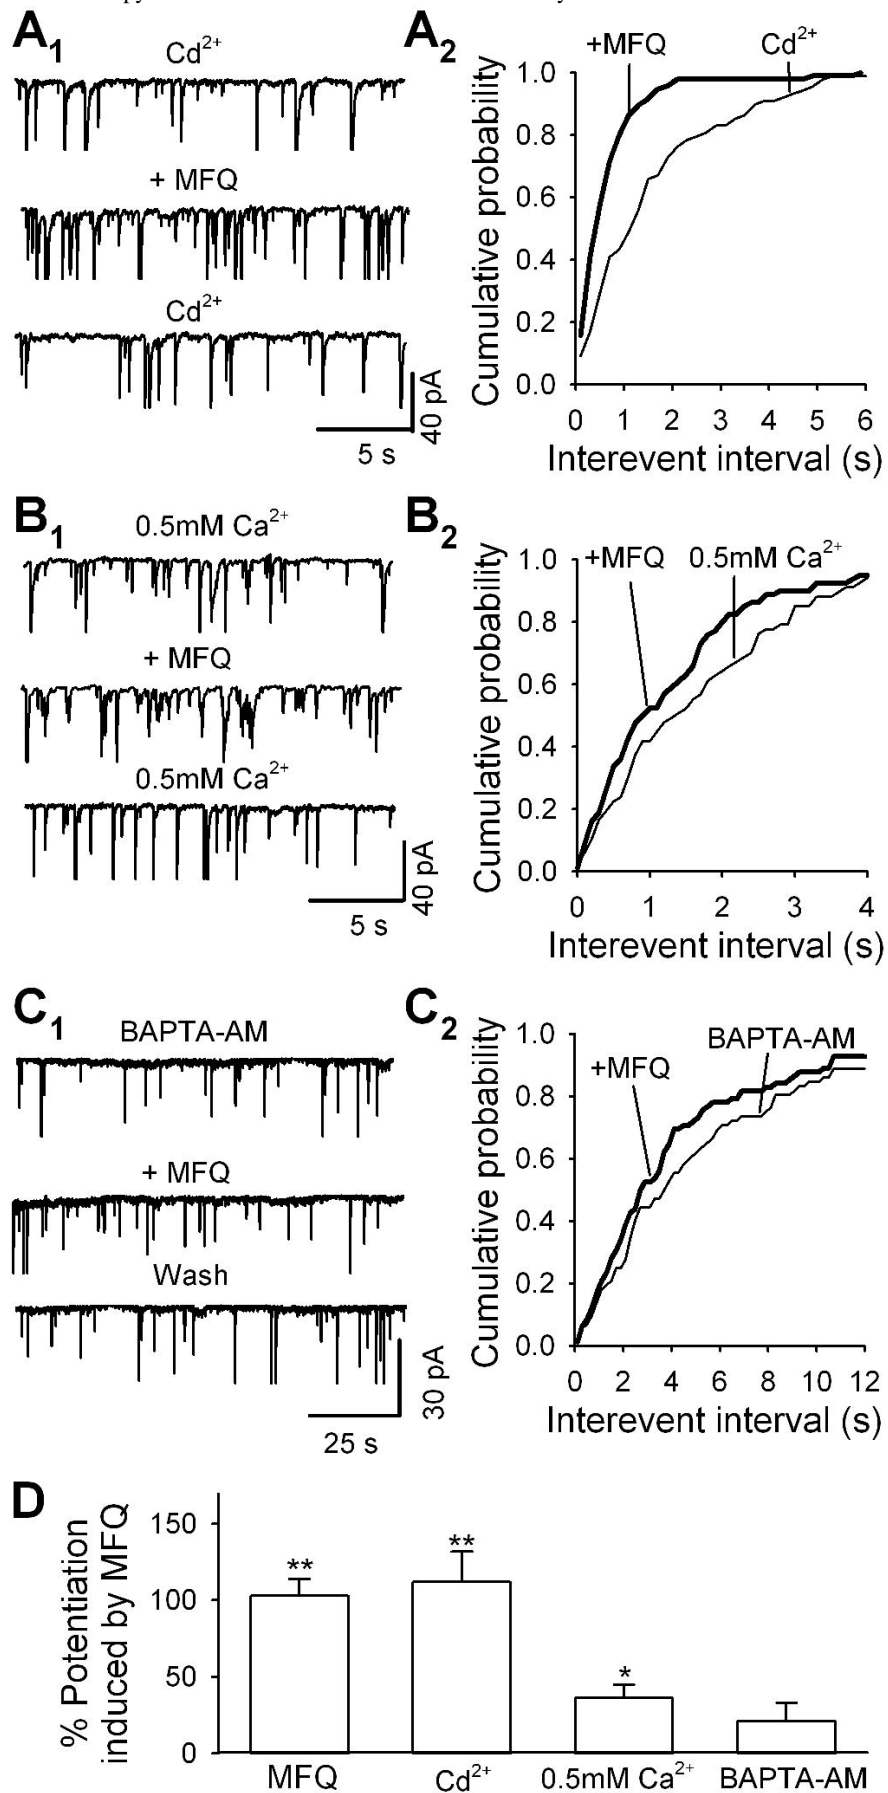 A1
Cd2+
+ MFQ
Cd2+
40 pA
5 s
A2
+MFQ
Cd2+
Cumulative probability
1.0
0.8
0.6
0.4
0.2
0.0
0 1 2 3 4 5 6
Interevent interval (s)
B1
0.5mM Ca2+
+ MFQ
0.5mM Ca2+
40 pA
5 s
B2
+MFQ
0.5mM Ca2+
Cumulative probability
1.0
0.8
0.6
0.4
0.2
0.0
0 1 2 3 4
Interevent interval (s)
C1
BAPTA-AM
+ MFQ
Wash
30 pA
25 s
C2
BAPTA-AM
+MFQ
Cumulative probability
1.0
0.8
0.6
0.4
0.2
0.0
0 2 4 6 8 10 12
Interevent interval (s)
D
% Potentiation
induced by MFQ
150
100
50
0
**
**
*
MFQ
Cd2+
0.5mM Ca2+
BAPTA-AM